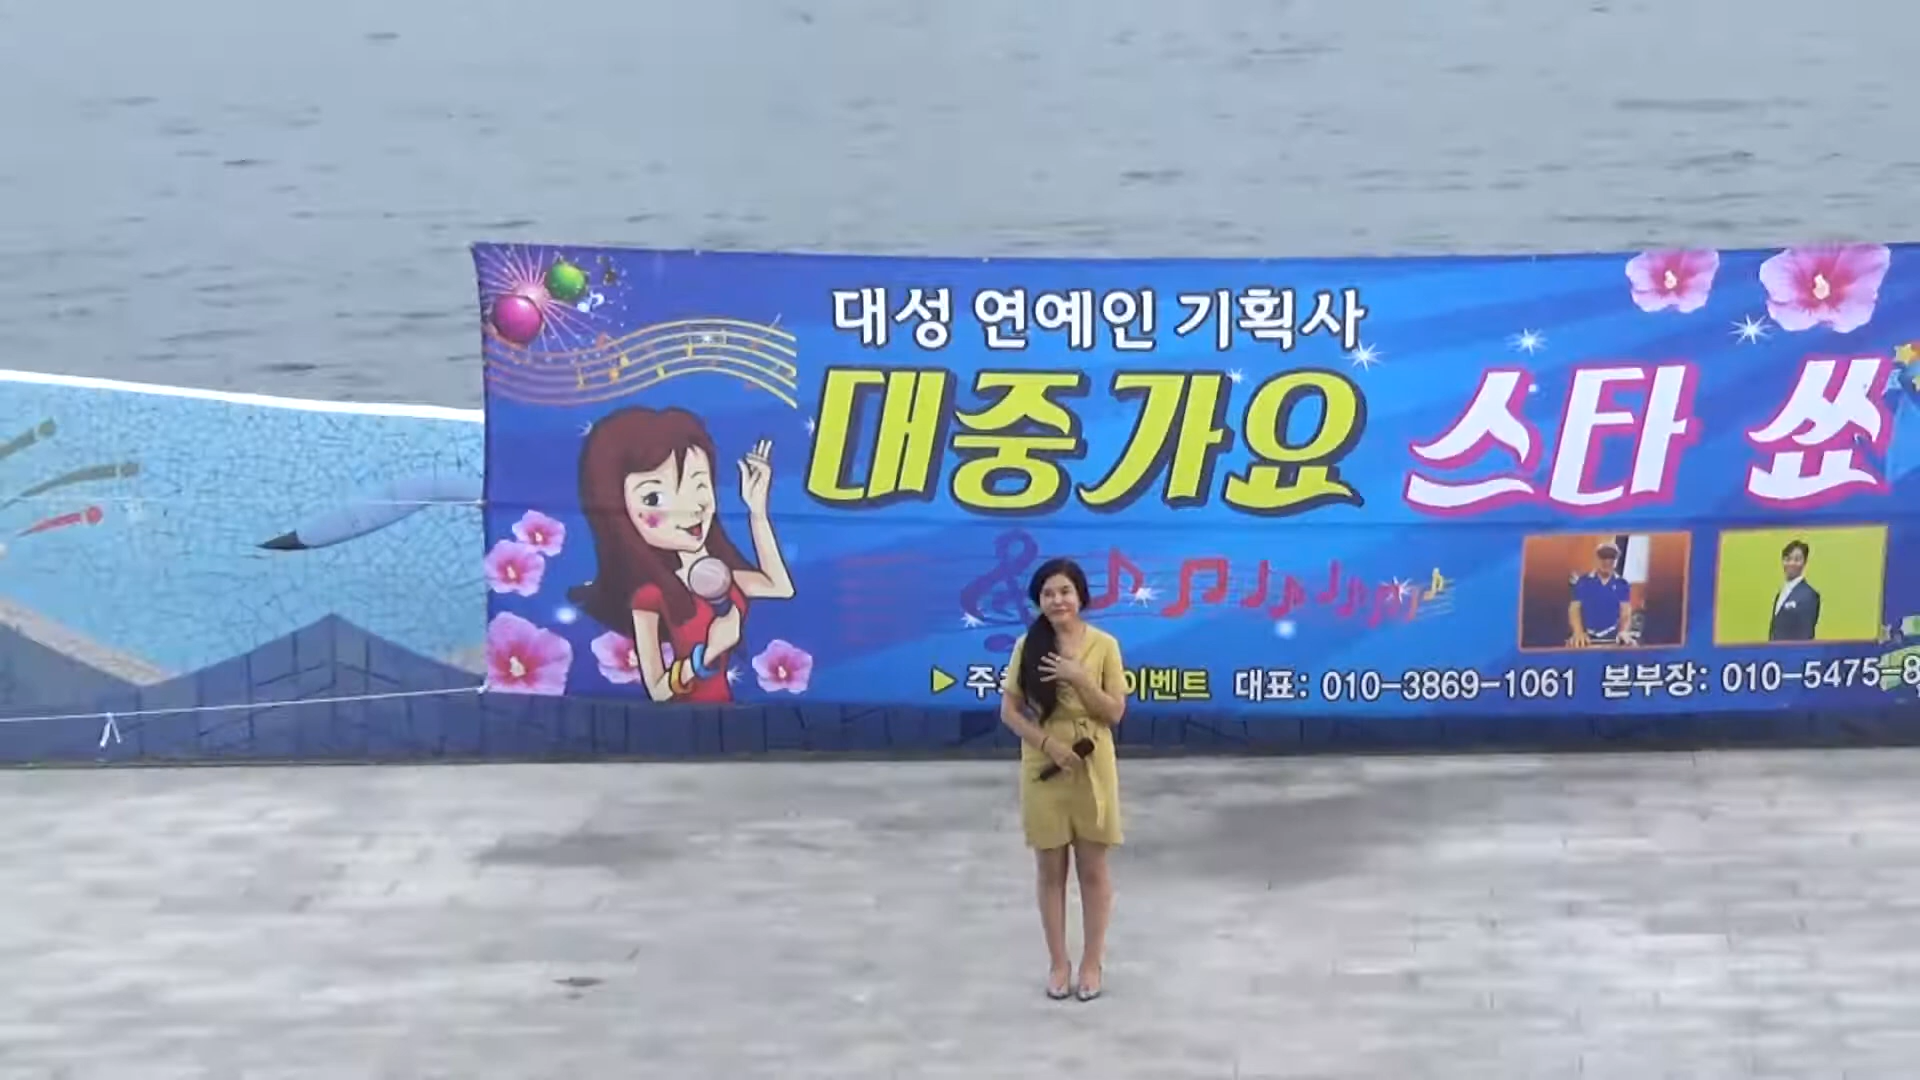 대성 연예인 기획사
대중가요 스타 쑈
▶ 이벤트 대표: 010-3869-1061 본부장: 010-5475-8